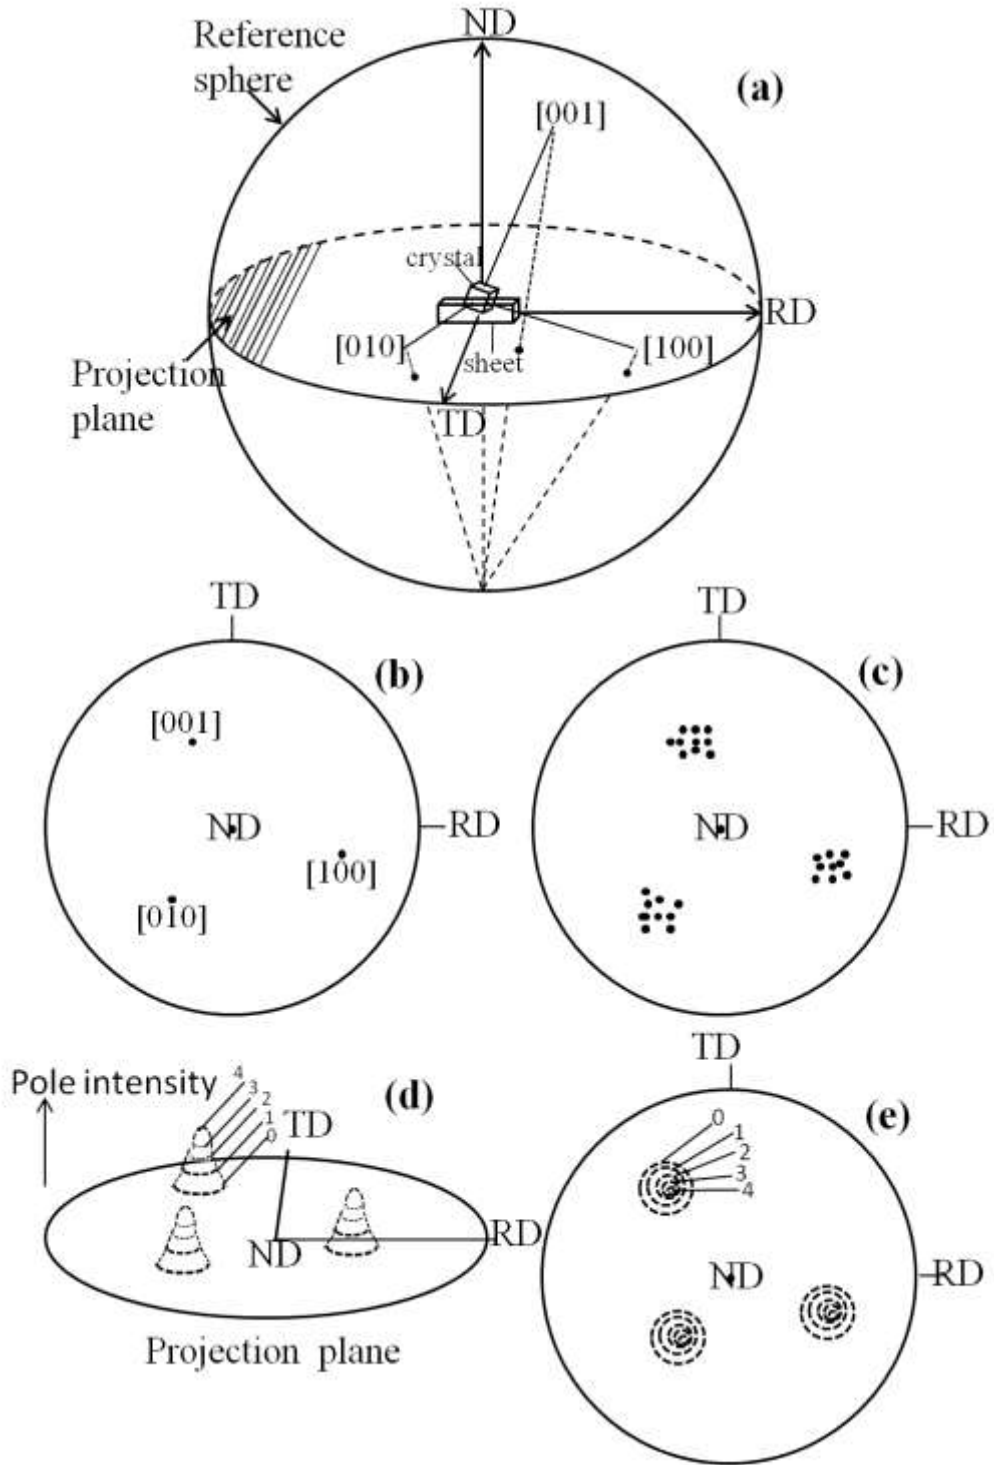 ND
Reference
sphere
(a)
[001]
crystal
RD
[010]
sheet
[100]
Projection
plane
TD
TD
(b)
[001]
ND
RD
[100]
[010]
TD
(c)
ND
RD
Pole intensity
4
3
2
1
0
(d)
TD
ND
RD
Projection plane
TD
(e)
0
1
2
3
4
ND
RD